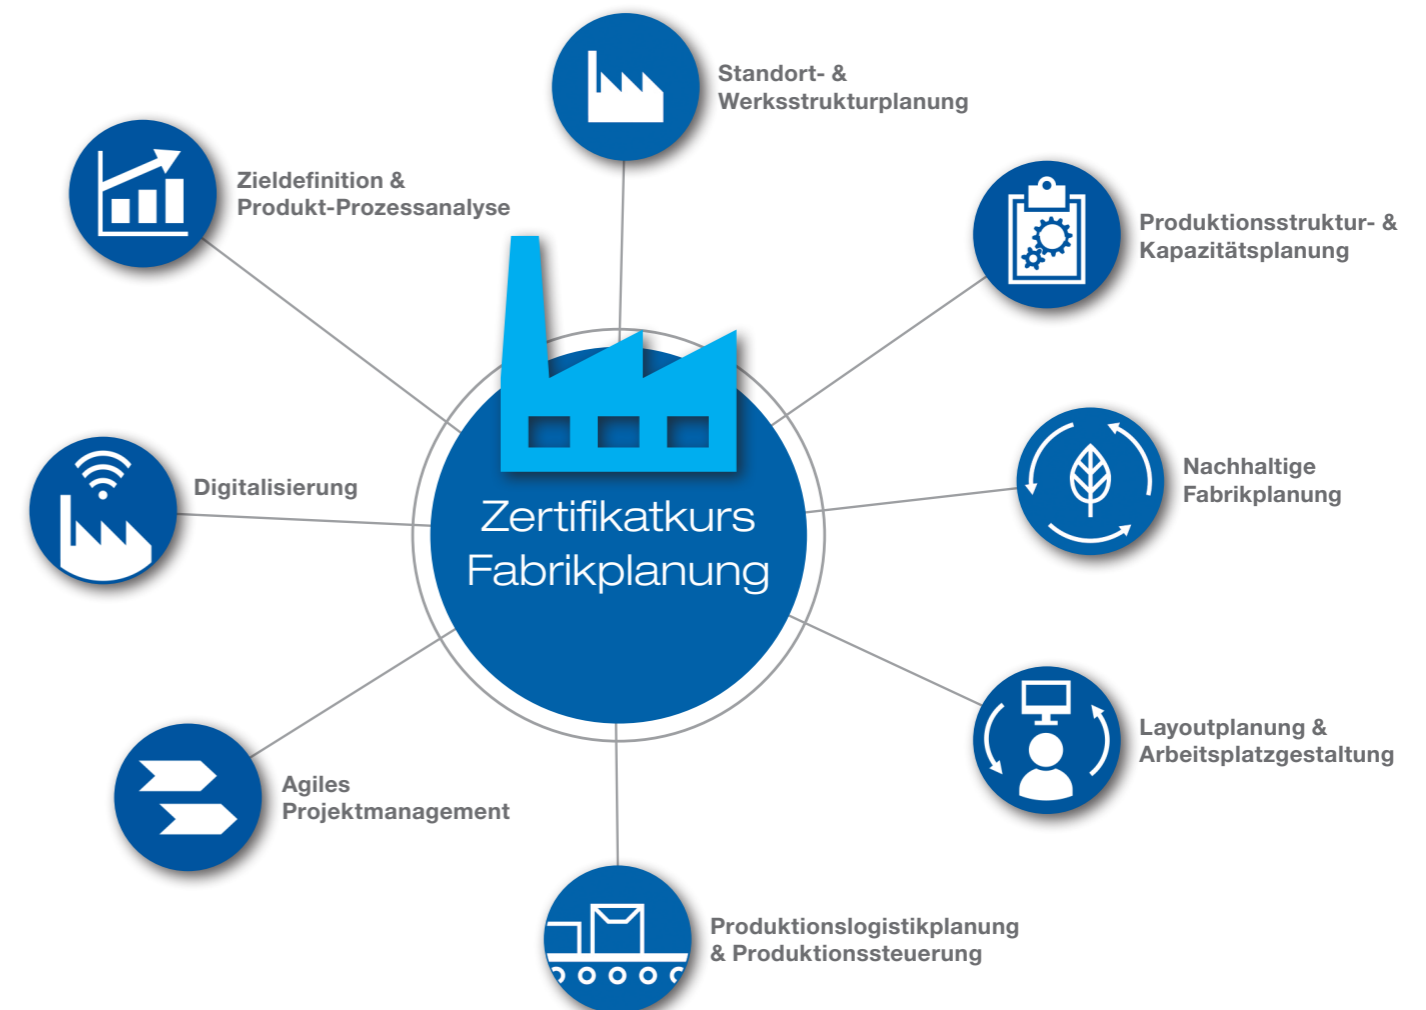 Standort- &
Werksstrukturplanung
Zieldefinition &
Produkt-Prozessanalyse
Produktionsstruktur- &
Kapazitätsplanung
Nachhaltige
Fabrikplanung
Digitalisierung
Zertifikatkurs
Fabrikplanung
Layoutplanung &
Arbeitsplatzgestaltung
Agiles
Projektmanagement
Produktionslogistikplanung
& Produktionssteuerung